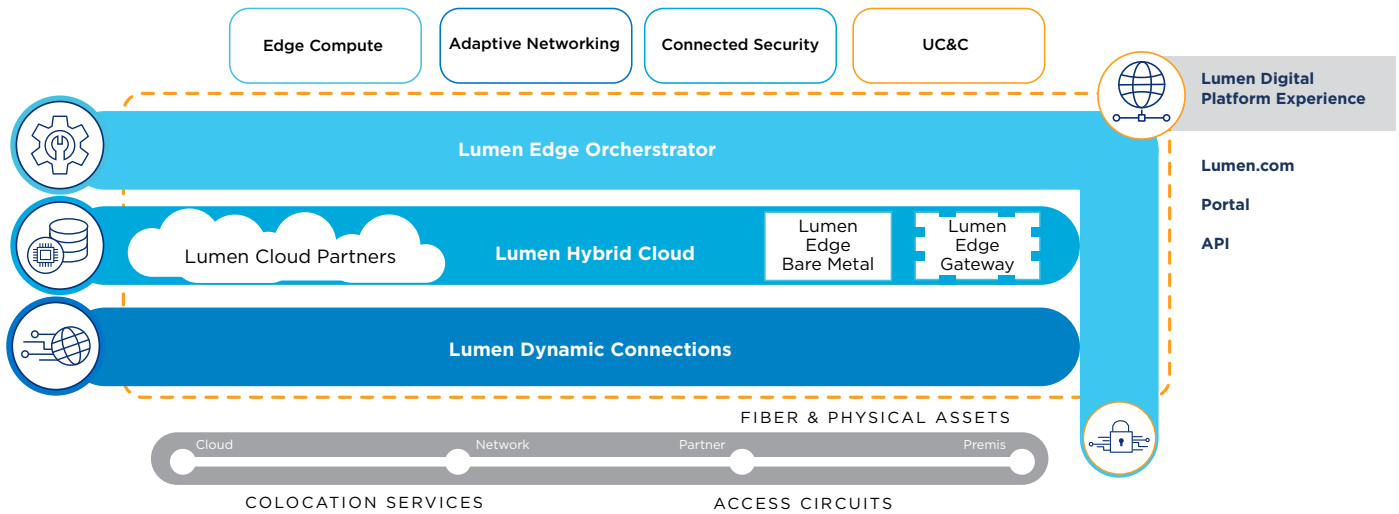 Edge Compute
Adaptive Networking
Connected Security
UC&C
Lumen Digital
Platform Experience
Lumen Edge Orcherstrator
Lumen.com
Portal
API
Lumen Cloud Partners
Lumen Hybrid Cloud
Lumen
Edge
Bare Metal
Lumen
Edge
Gateway
Lumen Dynamic Connections
FIBER & PHYSICAL ASSETS
Cloud
Network
Partner
Premis
COLOCATION SERVICES
ACCESS CIRCUITS